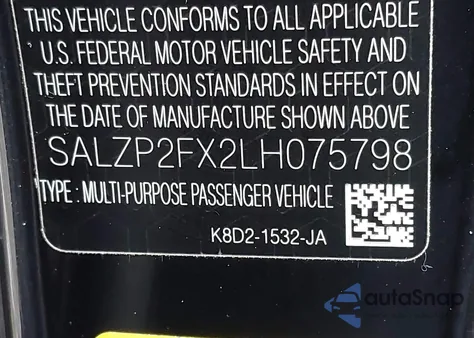 THIS VEHICLE CONFORMS TO ALL APPLICABLE
U.S. FEDERAL MOTOR VEHICLE SAFETY AND
THEFT PREVENTION STANDARDS IN EFFECT ON
THE DATE OF MANUFACTURE SHOWN ABOVE
SALZP2FX2LH075798
TYPE : MULTI-PURPOSE PASSENGER VEHICLE
K8D2-1532-JA
autoSnap